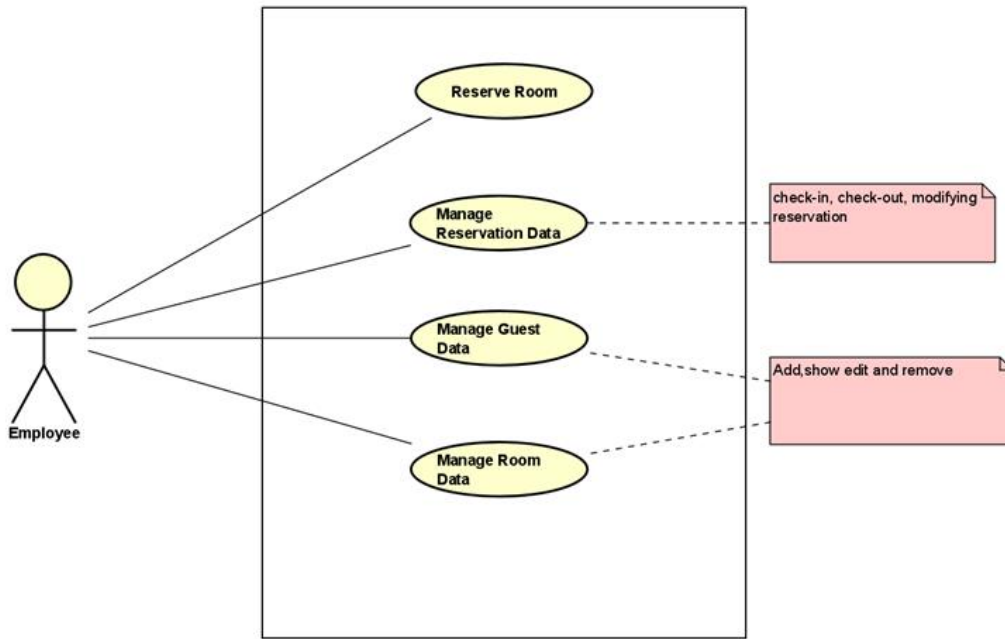 Reserve Room
Manage
Reservation Data
check-in, check-out, modifying
reservation
Manage Guest
Data
Add,show edit and remove
Employee
Manage Room
Data